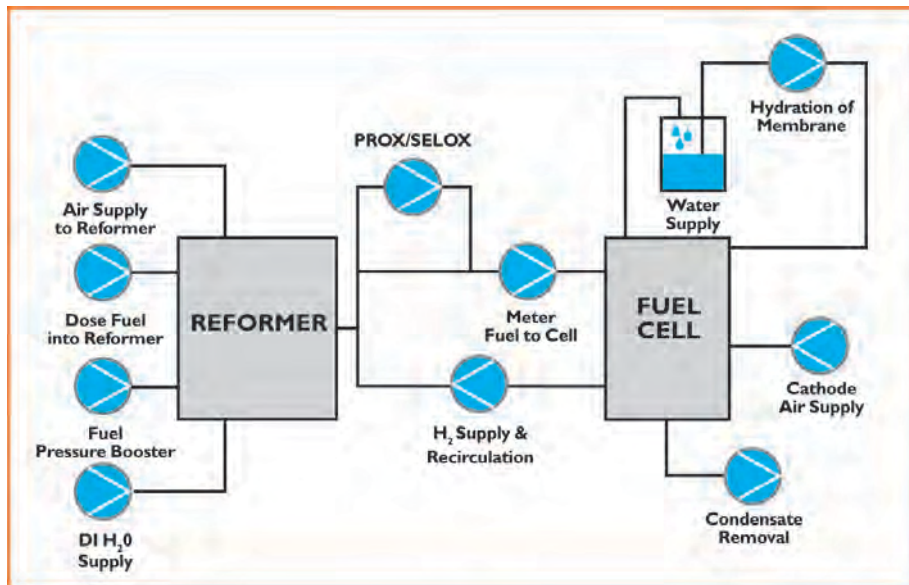 Hydration of
Membrane
PROX/SELOX
Air Supply
to Reformer
Water
Supply
REFORMER
FUEL
CELL
Dose Fuel
into Reformer
Meter
Fuel to Cell
Cathode
Air Supply
Fuel
Pressure Booster
H₂ Supply &
Recirculation
Condensate
Removal
DI H₂0
Supply